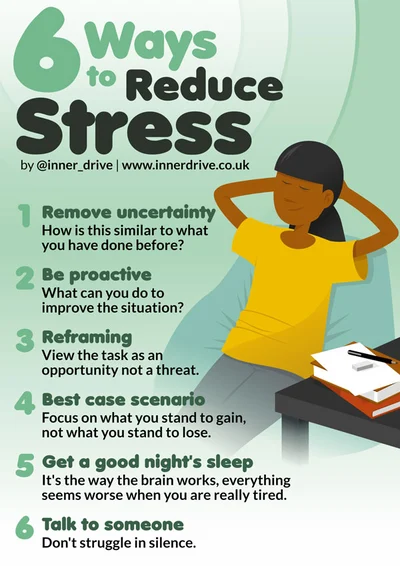 6 Ways
to Reduce
Stress
by @inner_drive | www.innerdrive.co.uk
1 Remove uncertainty
How is this similar to what
you have done before?
2 Be proactive
What can you do to
improve the situation?
3 Reframing
View the task as an
opportunity not a threat.
4 Best case scenario
Focus on what you stand to gain,
not what you stand to lose.
5 Get a good night's sleep
It's the way the brain works, everything
seems worse when you are really tired.
6 Talk to someone
Don't struggle in silence.